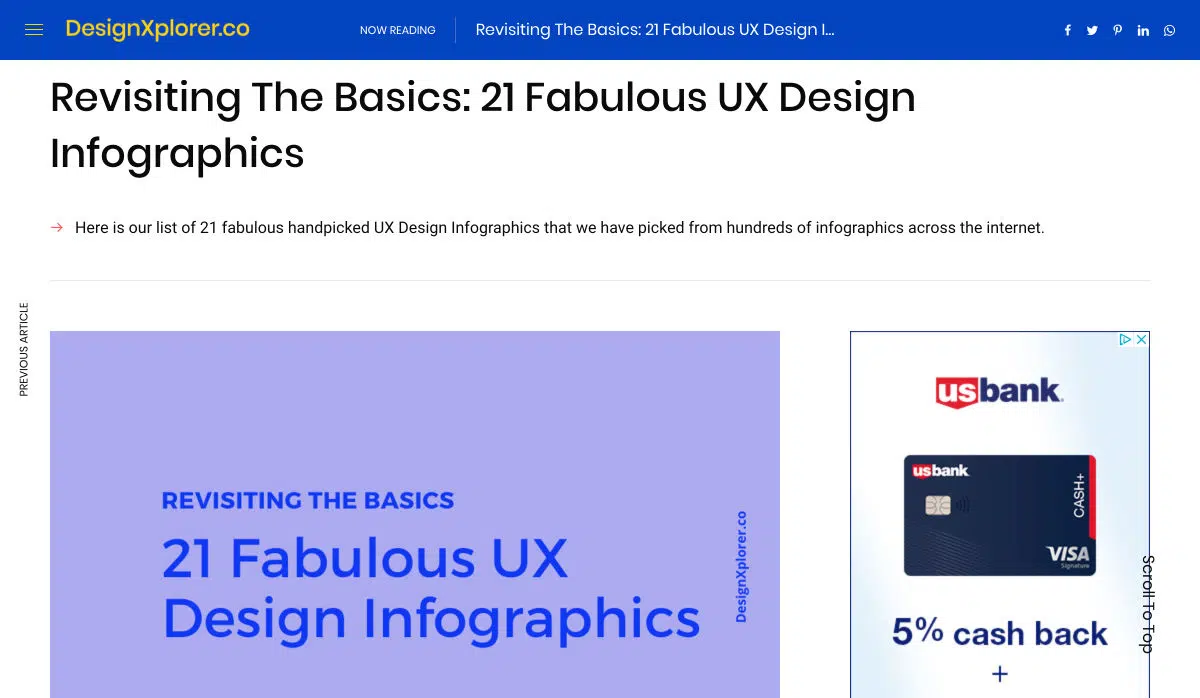 DesignXplorer.co
NOW READING
Revisiting The Basics: 21 Fabulous UX Design I...
Revisiting The Basics: 21 Fabulous UX Design
Infographics
Here is our list of 21 fabulous handpicked UX Design Infographics that we have picked from hundreds of infographics across the internet.
PREVIOUS ARTICLE
REVISITING THE BASICS
21 Fabulous UX
Design Infographics
DesignXplorer.co
usbank.
usbank
CASH+
VISA
Signature
5% cash back
+
Scroll To Top